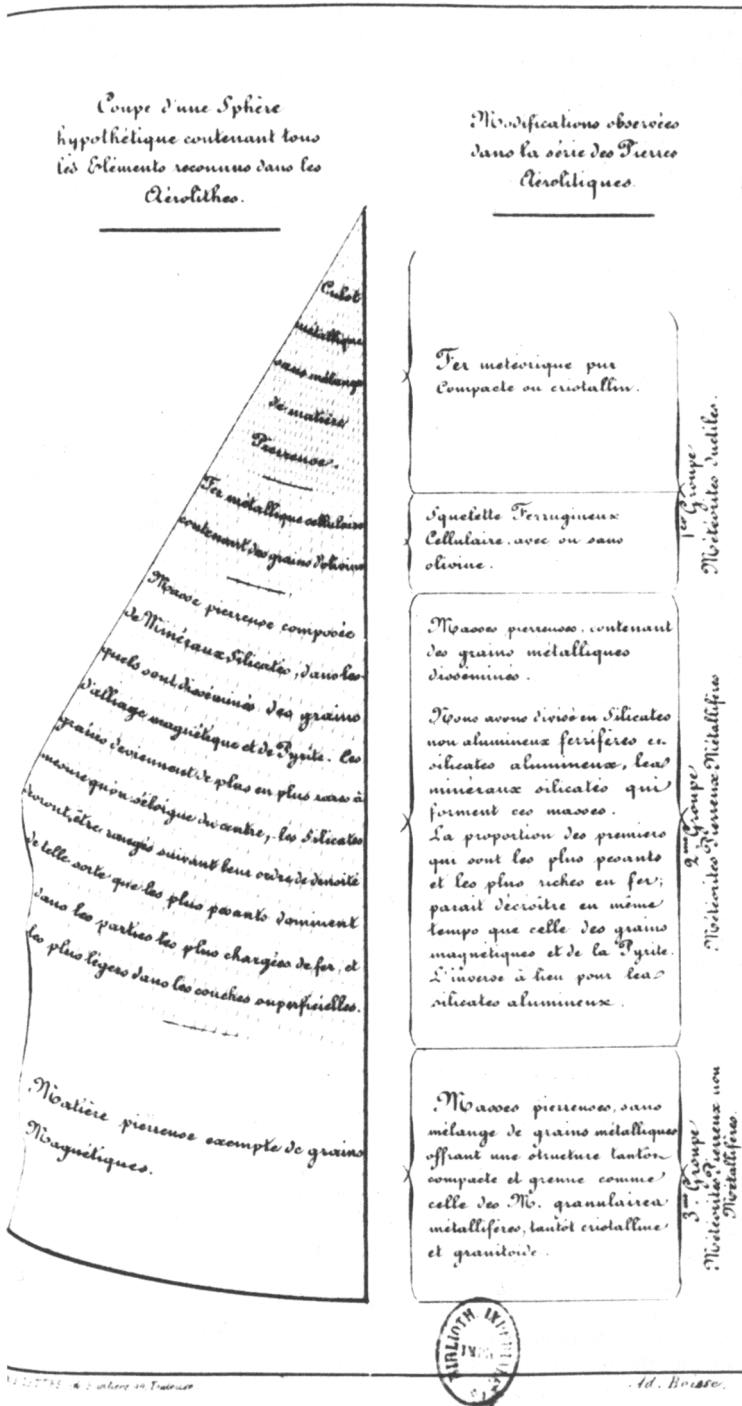 Coupe d'une Sphère
hypothétique contenant tous
les Eléments reconnus dans les
Aérolithes.
Culot
métallique
sans mélange
de matière
Pierreuse.
Fer métallique cellulaire
contenant des grains d'olivine
Masse pierreuse composée
de Minéraux Silicatés, dans les-
quels sont disséminés des grains
d'alliage magnétique et de Pyrite. Ces
grains deviennent de plus en plus rares à
mesure qu'on s'éloigne du centre, les Silicates
devront être rangés suivant leur ordre de densité
de telle sorte que les plus pesants dominent
dans les parties les plus chargées de fer, et
les plus légers dans les couches superficielles.
Matière pierreuse exempte de grains
Magnétiques.
Modifications observées
dans la série des Pierres
Aérolitiques.
Fer météorique pur
Compacte ou cristallin.
Squelette Ferrugineux
Cellulaire avec ou sans
olivine.
1er Groupe
Météorites ductiles.
Masses pierreuses, contenant
des grains métalliques
disséminés.
Nous avons divisé en Silicates
non alumineux ferrifères et
silicates alumineux, les
minéraux silicatés qui
forment ces masses.
La proportion des premiers
qui sont les plus pesants
et les plus riches en fer;
parait décroître en même
temps que celle des grains
magnétiques et de la Pyrite.
L'inverse à lieu pour les
silicates alumineux.
2me Groupe
Météorites Pierreux Métallifères
Masses pierreuses, sans
mélange de grains métalliques
offrant une structure tantôt
compacte et grenue comme
celle des M. granulaires
métallifères, tantôt cristalline
et granitoïde.
3me Groupe
Météorites Pierreux non
Métallifères.
BIBLIOTH. IMPÉRIALE
Toulouse
Ad. Boisse.